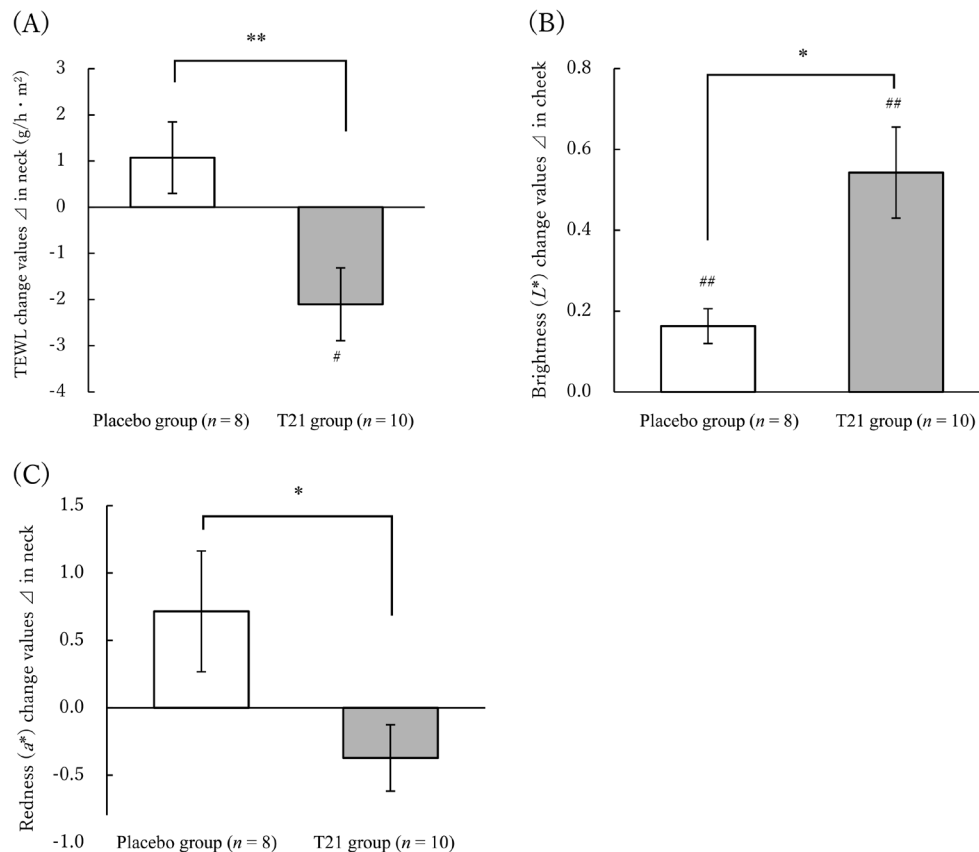 (A)
TEWL change values ⊿ in neck (g/h・m²)
**
3
2
1
0
-1
-2
-3
-4
#
Placebo group (n = 8)
T21 group (n = 10)
(B)
Brightness (L*) change values ⊿ in cheek
*
0.8
0.6
0.4
0.2
0.0
##
##
Placebo group (n = 8)
T21 group (n = 10)
(C)
Redness (a*) change values ⊿ in neck
*
1.5
1.0
0.5
0.0
-0.5
-1.0
Placebo group (n = 8)
T21 group (n = 10)